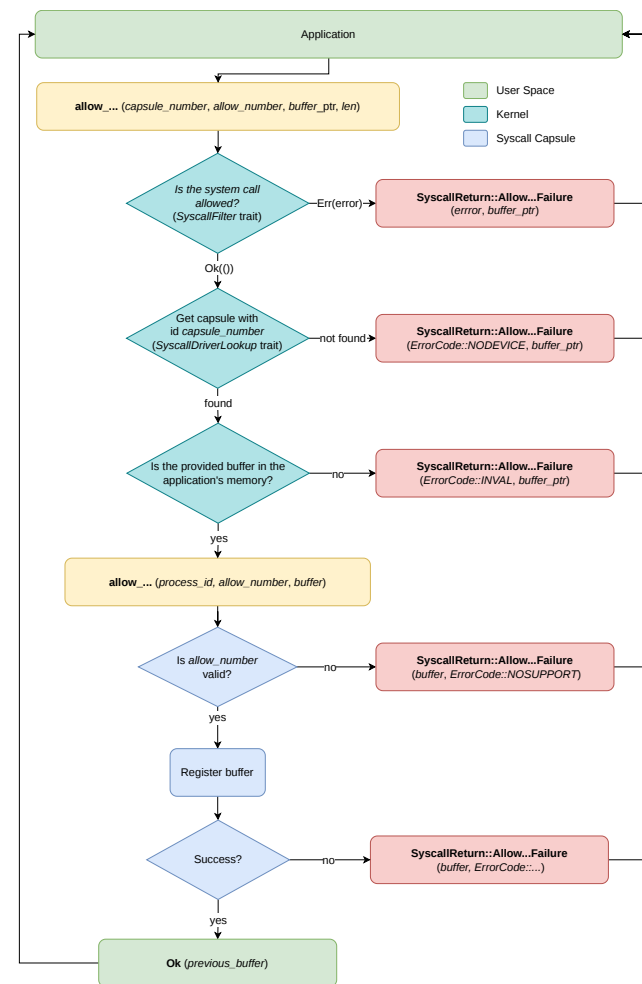 Application
allow_... (capsule_number, allow_number, buffer_ptr, len)
User Space
Kernel
Syscall Capsule
Is the system call
allowed?
(SyscallFilter trait)
Err(error)
SyscallReturn::Allow...Failure
(errror, buffer_ptr)
Ok(())
Get capsule with
id capsule_number
(SyscallDriverLookup trait)
not found
SyscallReturn::Allow...Failure
(ErrorCode::NODEVICE, buffer_ptr)
found
Is the provided buffer in the
application's memory?
no
SyscallReturn::Allow...Failure
(ErrorCode::INVAL, buffer_ptr)
yes
allow_... (process_id, allow_number, buffer)
Is allow_number
valid?
no
SyscallReturn::Allow...Failure
(buffer, ErrorCode::NOSUPPORT)
yes
Register buffer
Success?
no
SyscallReturn::Allow...Failure
(buffer, ErrorCode::...)
yes
Ok (previous_buffer)